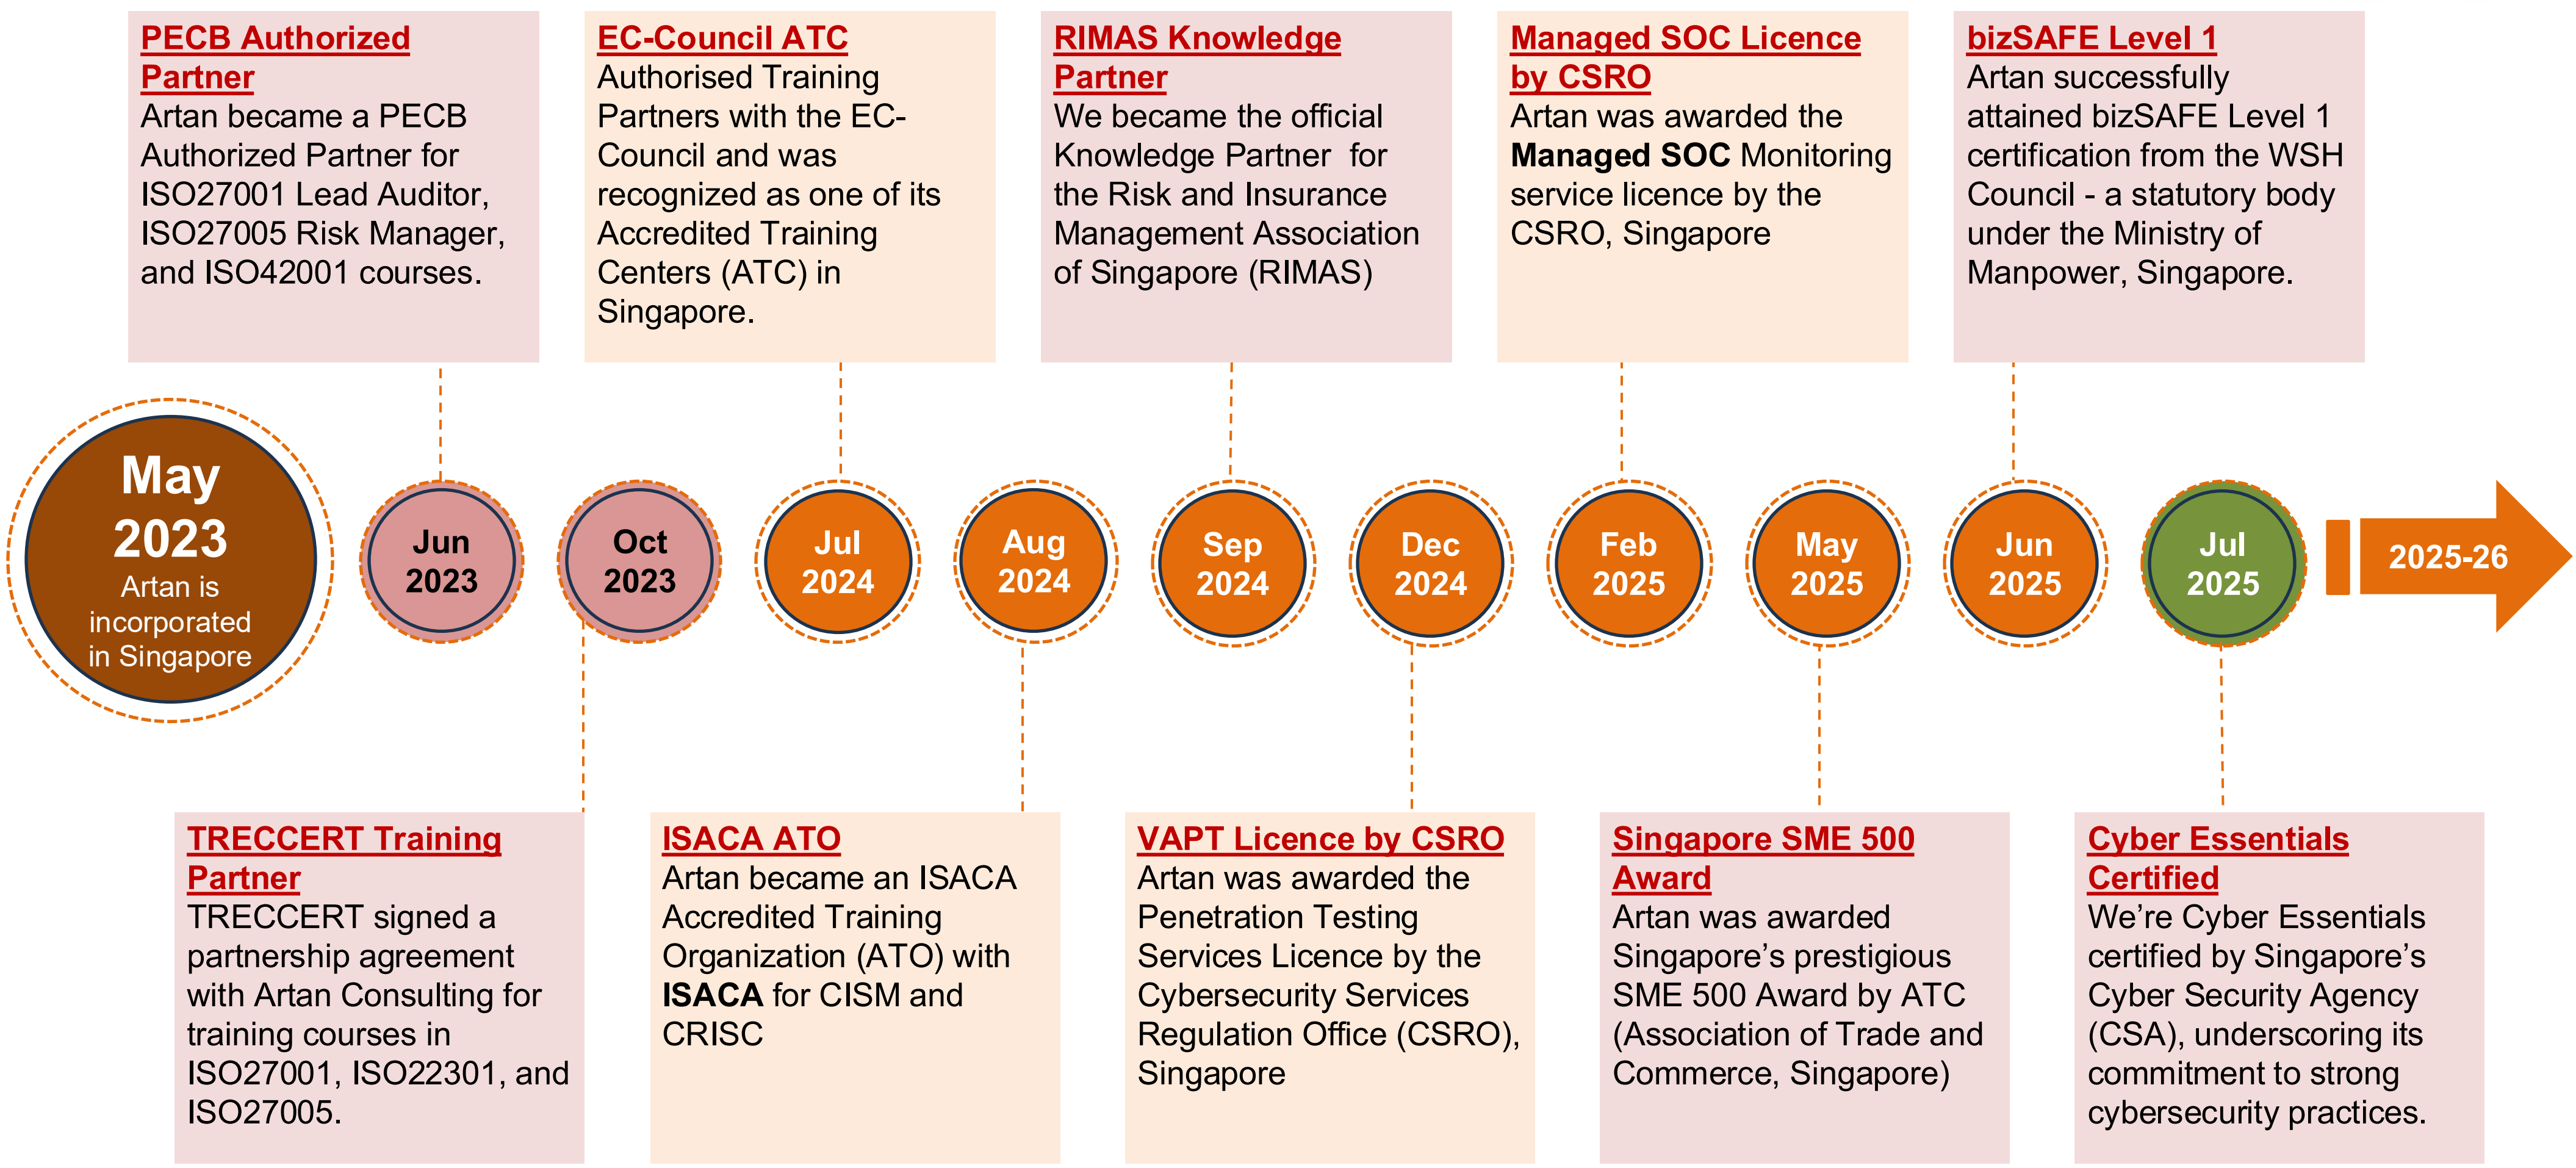 PECB Authorized
Partner
Artan became a PECB
Authorized Partner for
ISO27001 Lead Auditor,
ISO27005 Risk Manager,
and ISO42001 courses.
EC-Council ATC
Authorised Training
Partners with the EC-
Council and was
recognized as one of its
Accredited Training
Centers (ATC) in
Singapore.
RIMAS Knowledge
Partner
We became the official
Knowledge Partner  for
the Risk and Insurance
Management Association
of Singapore (RIMAS)
Managed SOC Licence
by CSRO
Artan was awarded the
Managed SOC Monitoring
service licence by the
CSRO, Singapore
bizSAFE Level 1
Artan successfully
attained bizSAFE Level 1
certification from the WSH
Council - a statutory body
under the Ministry of
Manpower, Singapore.
May
2023
Artan is
incorporated
in Singapore
Jun
2023
Oct
2023
Jul
2024
Aug
2024
Sep
2024
Dec
2024
Feb
2025
May
2025
Jun
2025
Jul
2025
2025-26
TRECCERT Training
Partner
TRECCERT signed a
partnership agreement
with Artan Consulting for
training courses in
ISO27001, ISO22301, and
ISO27005.
ISACA ATO
Artan became an ISACA
Accredited Training
Organization (ATO) with
ISACA for CISM and
CRISC
VAPT Licence by CSRO
Artan was awarded the
Penetration Testing
Services Licence by the
Cybersecurity Services
Regulation Office (CSRO),
Singapore
Singapore SME 500
Award
Artan was awarded
Singapore’s prestigious
SME 500 Award by ATC
(Association of Trade and
Commerce, Singapore)
Cyber Essentials
Certified
We’re Cyber Essentials
certified by Singapore’s
Cyber Security Agency
(CSA), underscoring its
commitment to strong
cybersecurity practices.